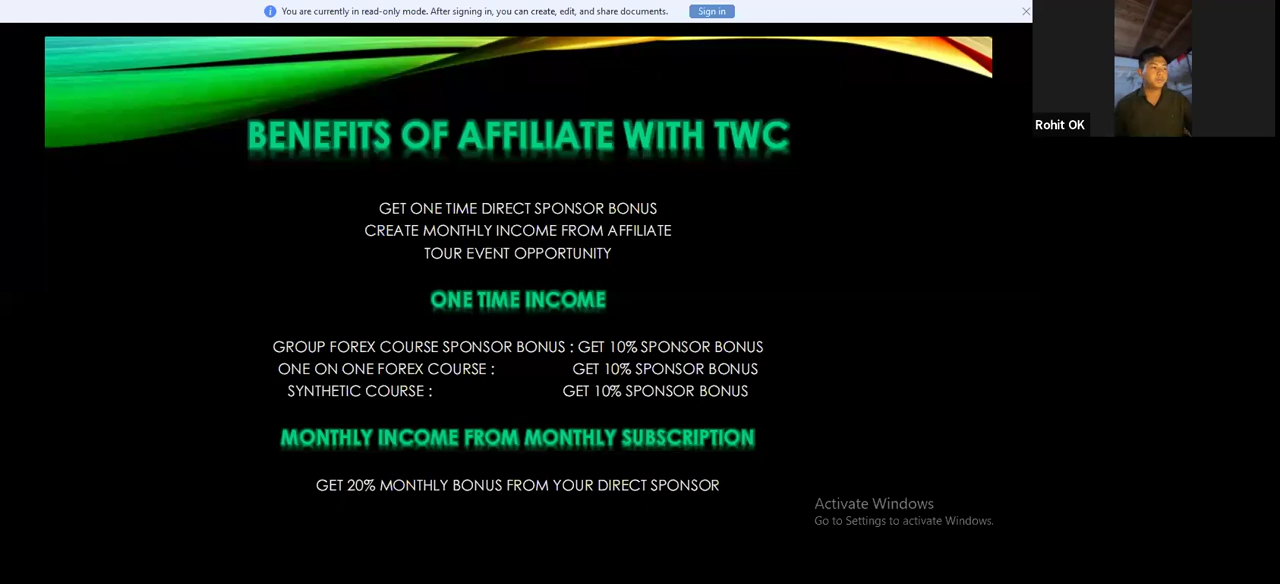 You are currently in read-only mode. After signing in, you can create, edit, and share documents. Sign in
Rohit OK
BENEFITS OF AFFILIATE WITH TWC
GET ONE TIME DIRECT SPONSOR BONUS
CREATE MONTHLY INCOME FROM AFFILIATE
TOUR EVENT OPPORTUNITY
ONE TIME INCOME
GROUP FOREX COURSE SPONSOR BONUS : GET 10% SPONSOR BONUS
ONE ON ONE FOREX COURSE : GET 10% SPONSOR BONUS
SYNTHETIC COURSE : GET 10% SPONSOR BONUS
MONTHLY INCOME FROM MONTHLY SUBSCRIPTION
GET 20% MONTHLY BONUS FROM YOUR DIRECT SPONSOR
Activate Windows
Go to Settings to activate Windows.